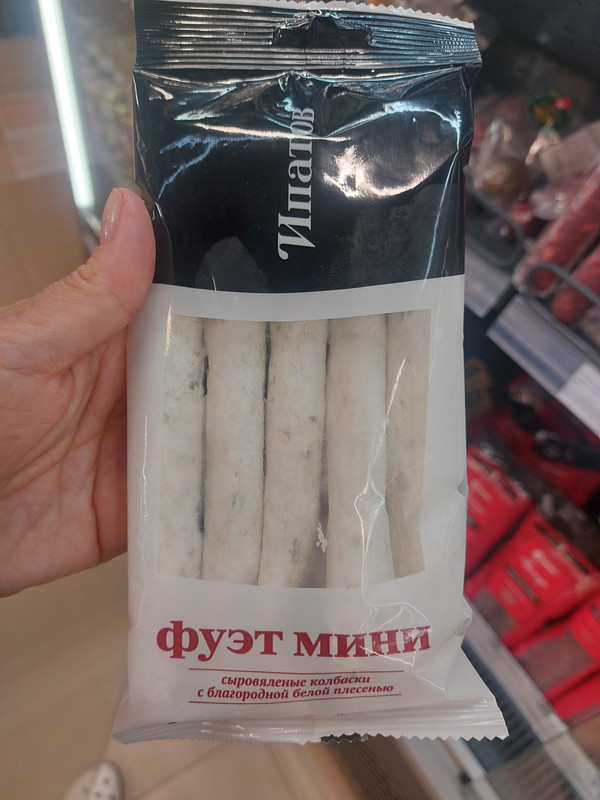 Ипатов
фуэт мини
сыровяленые колбаски
с благородной белой плесенью